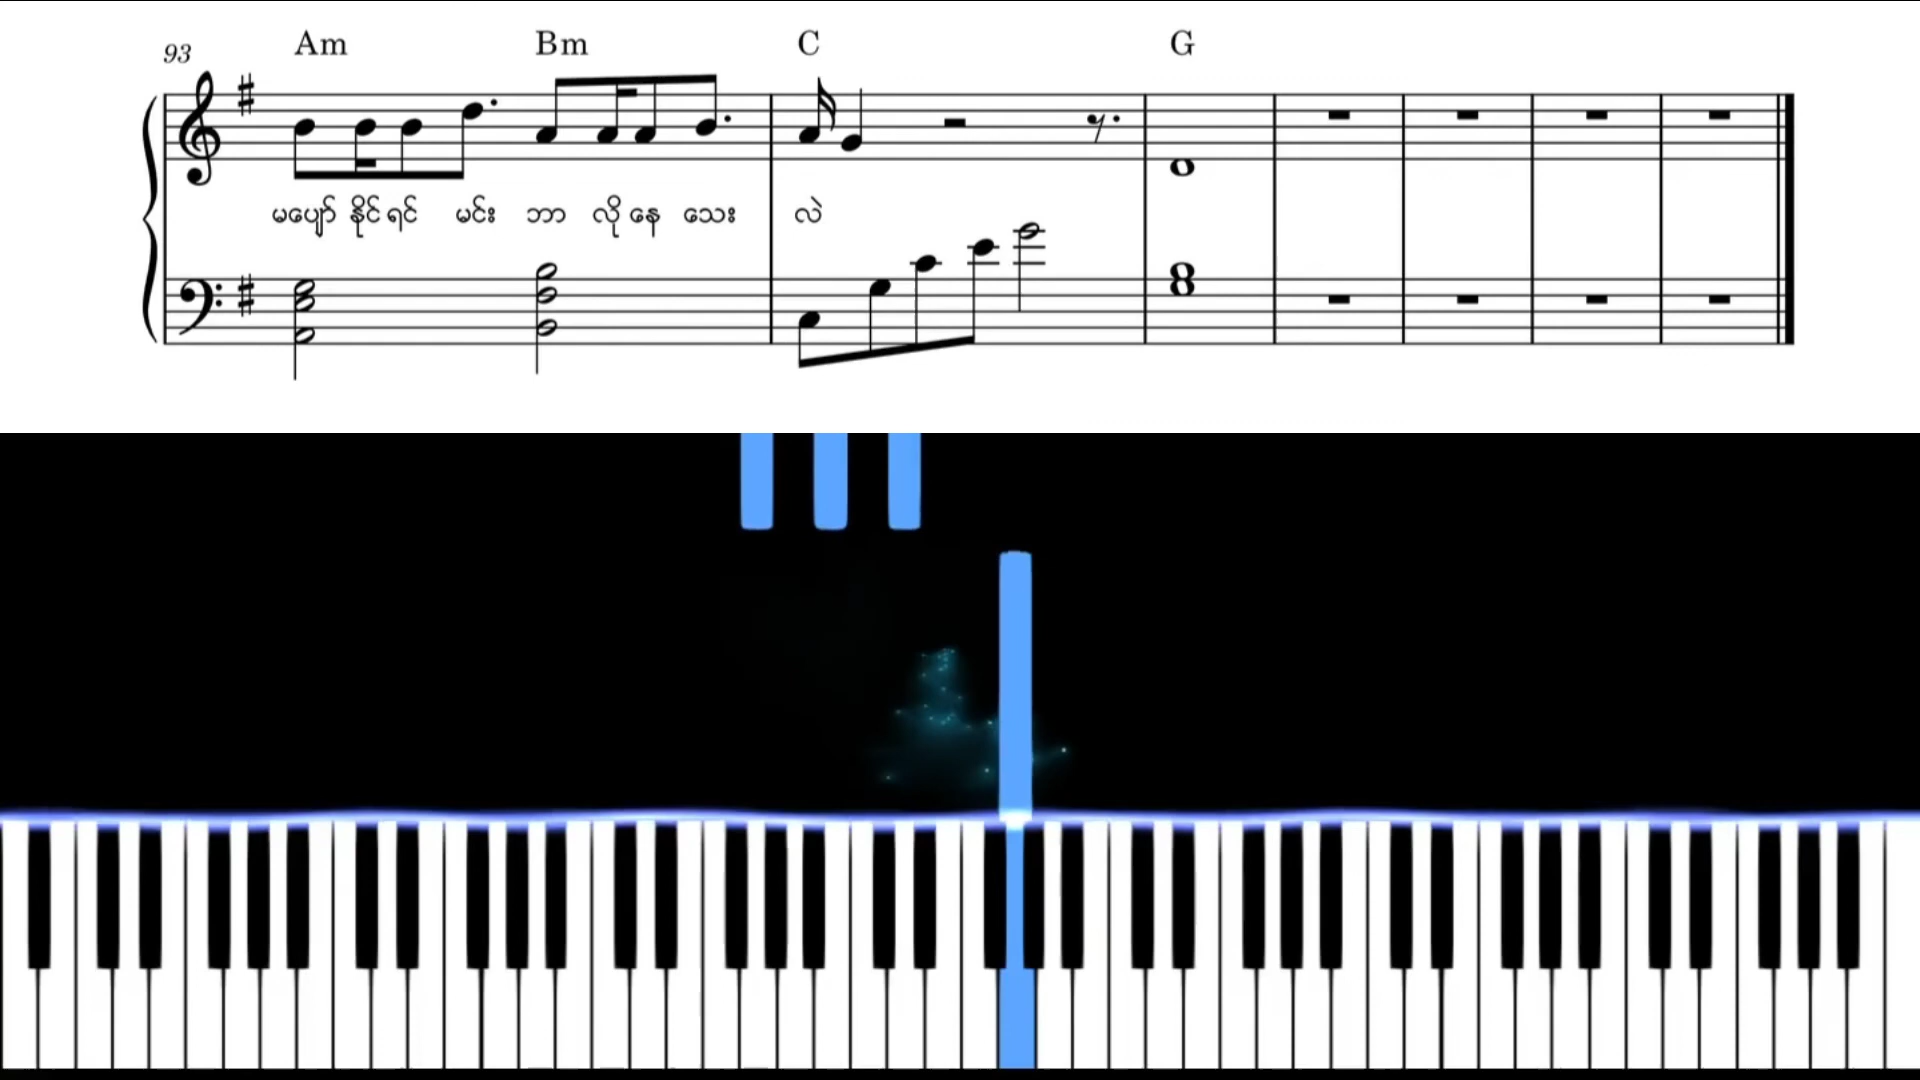 93 Am Bm C G
မပျော် နိုင် ရင် မင်း ဘာ လို နေ သေး လဲ